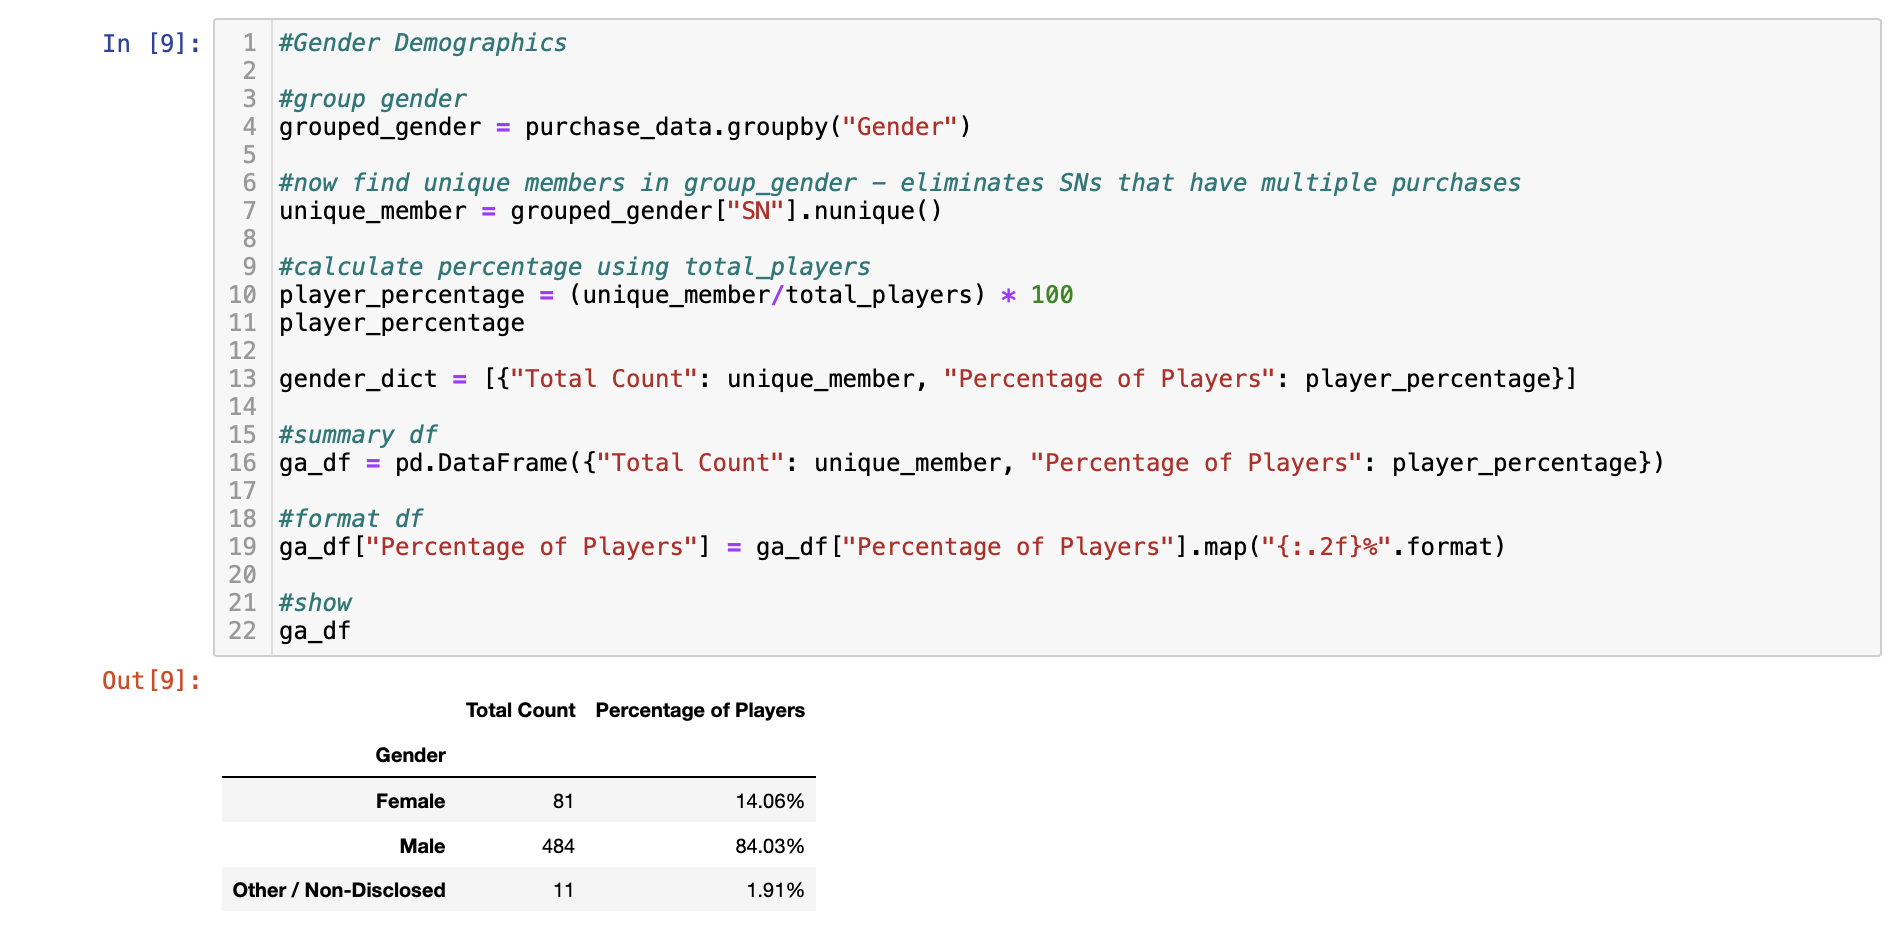 In [9]:
1 #Gender Demographics
2
3 #group gender
4 grouped_gender = purchase_data.groupby("Gender")
5
6 #now find unique members in group_gender – eliminates SNs that have multiple purchases
7 unique_member = grouped_gender["SN"].nunique()
8
9 #calculate percentage using total_players
10 player_percentage = (unique_member/total_players) * 100
11 player_percentage
12
13 gender_dict = [{"Total Count": unique_member, "Percentage of Players": player_percentage}]
14
15 #summary df
16 ga_df = pd.DataFrame({"Total Count": unique_member, "Percentage of Players": player_percentage})
17
18 #format df
19 ga_df["Percentage of Players"] = ga_df["Percentage of Players"].map("{:.2f}%".format)
20
21 #show
22 ga_df
Out[9]:
Total Count Percentage of Players
Gender
Female 81 14.06%
Male 484 84.03%
Other / Non-Disclosed 11 1.91%